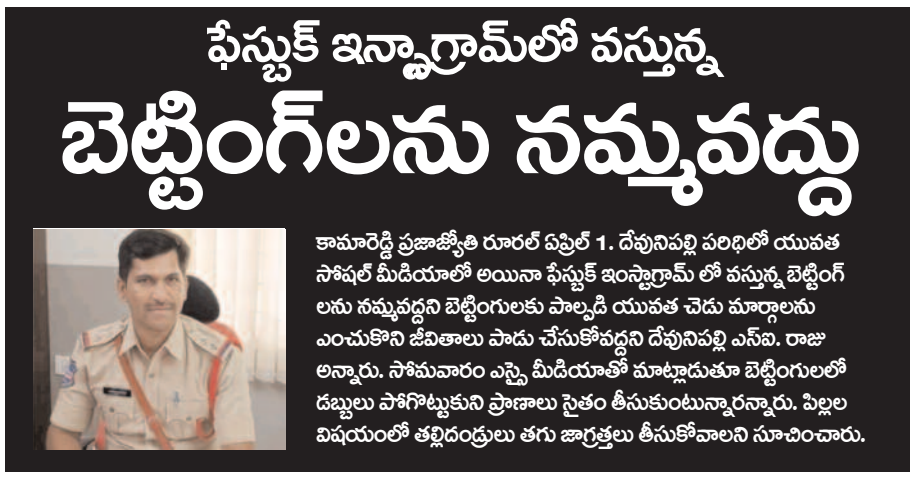 ఫేస్బుక్ ఇన్స్టాగ్రామ్‌లో వస్తున్న
బెట్టింగ్‌లను నమ్మవద్దు
కామారెడ్డి ప్రజాజ్యోతి రూరల్ ఏప్రిల్ 1. దేవునిపల్లి పరిధిలో యువత
సోషల్ మీడియాలో అయినా ఫేస్బుక్ ఇంస్టాగ్రామ్ లో వస్తున్న బెట్టింగ్
లను నమ్మవద్దని బెట్టింగులకు పాల్పడి యువత చెడు మార్గాలను
ఎంచుకొని జీవితాలు పాడు చేసుకోవద్దని దేవునిపల్లి ఎస్ఐ. రాజు
అన్నారు. సోమవారం ఎస్సై మీడియాతో మాట్లాడుతూ బెట్టింగులలో
డబ్బులు పోగొట్టుకుని ప్రాణాలు సైతం తీసుకుంటున్నారన్నారు. పిల్లల
విషయంలో తల్లిదండ్రులు తగు జాగ్రత్తలు తీసుకోవాలని సూచించారు.